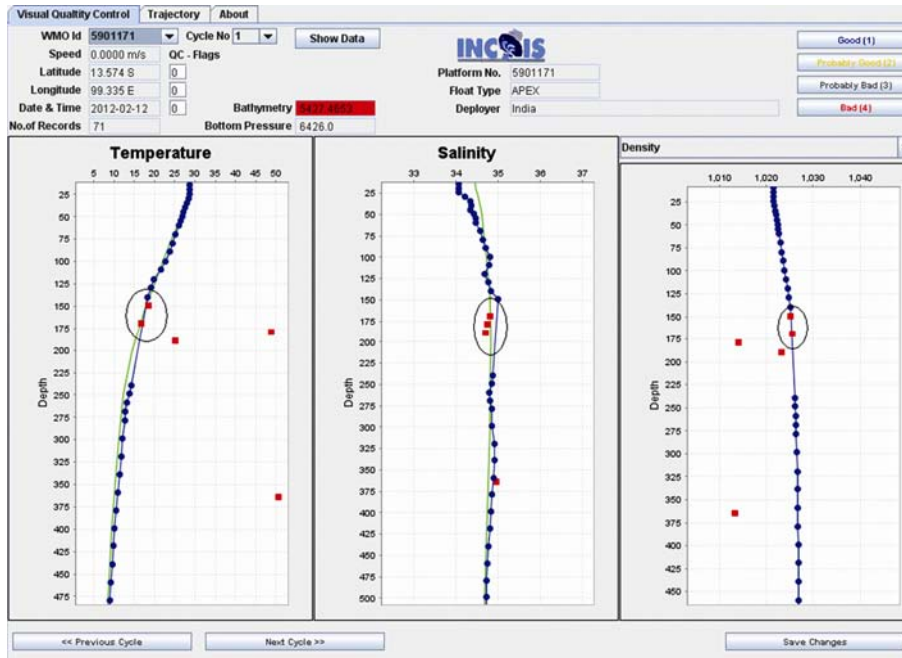 Visual Qualtity Control Trajectory About
WMO Id 5901171 Cycle No 1 Show Data
Speed 0.0000 m/s QC - Flags
Latitude 13.574 S 0
Longitude 99.335 E 0
Date & Time 2012-02-12 0 Bathymetry
No.of Records 71 Bottom Pressure 6426.0
INCOIS
Platform No. 5901171
Float Type APEX
Deployer India
Good (1)
Probably Good (2)
Probably Bad (3)
Bad (4)
Temperature
5 10 15 20 25 30 35 40 45 50
Depth
25
50
75
100
125
150
175
200
225
250
275
300
325
350
375
400
425
450
475
Salinity
33 34 35 36 37
Depth
25
50
75
100
125
150
175
200
225
250
275
300
325
350
375
400
425
450
475
500
Density
1,010 1,020 1,030 1,040
Depth
25
50
75
100
125
150
175
200
225
250
275
300
325
350
375
400
425
450
<< Previous Cycle Next Cycle >> Save Changes